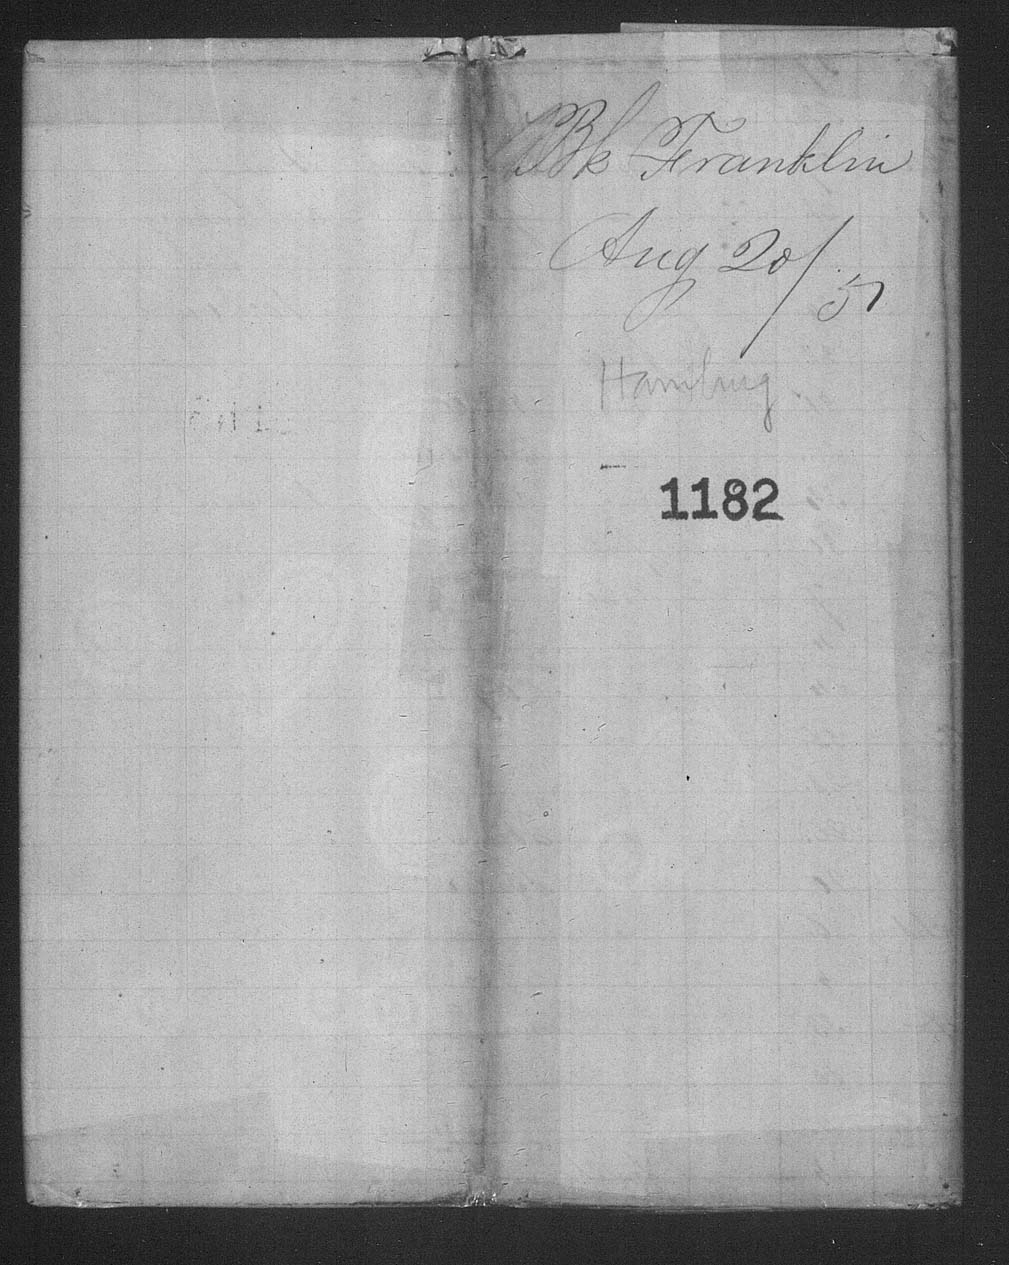 Bk Franklin
Aug 20/51
Hamburg
1182